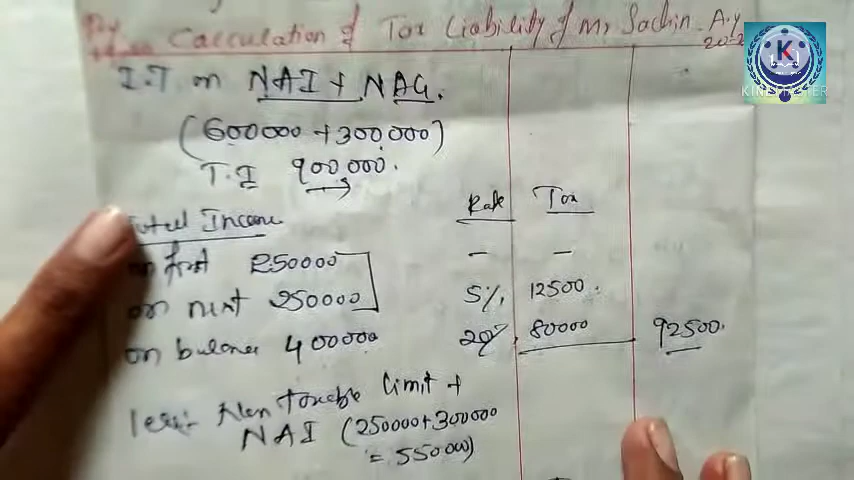 Calculation of Tax Liability of Mr Sachin - A.Y
202
I.T on NAI + NAG.
(600000 + 300000)
T.I 900000.
Total Income Rate Tax
on first 250000 - -
on next 250000 5% 12500.
on balance 400000 20% 80000 92500.
less:- Non taxable limit +
NAI (250000+300000
= 550000)
K
KINEMASTER